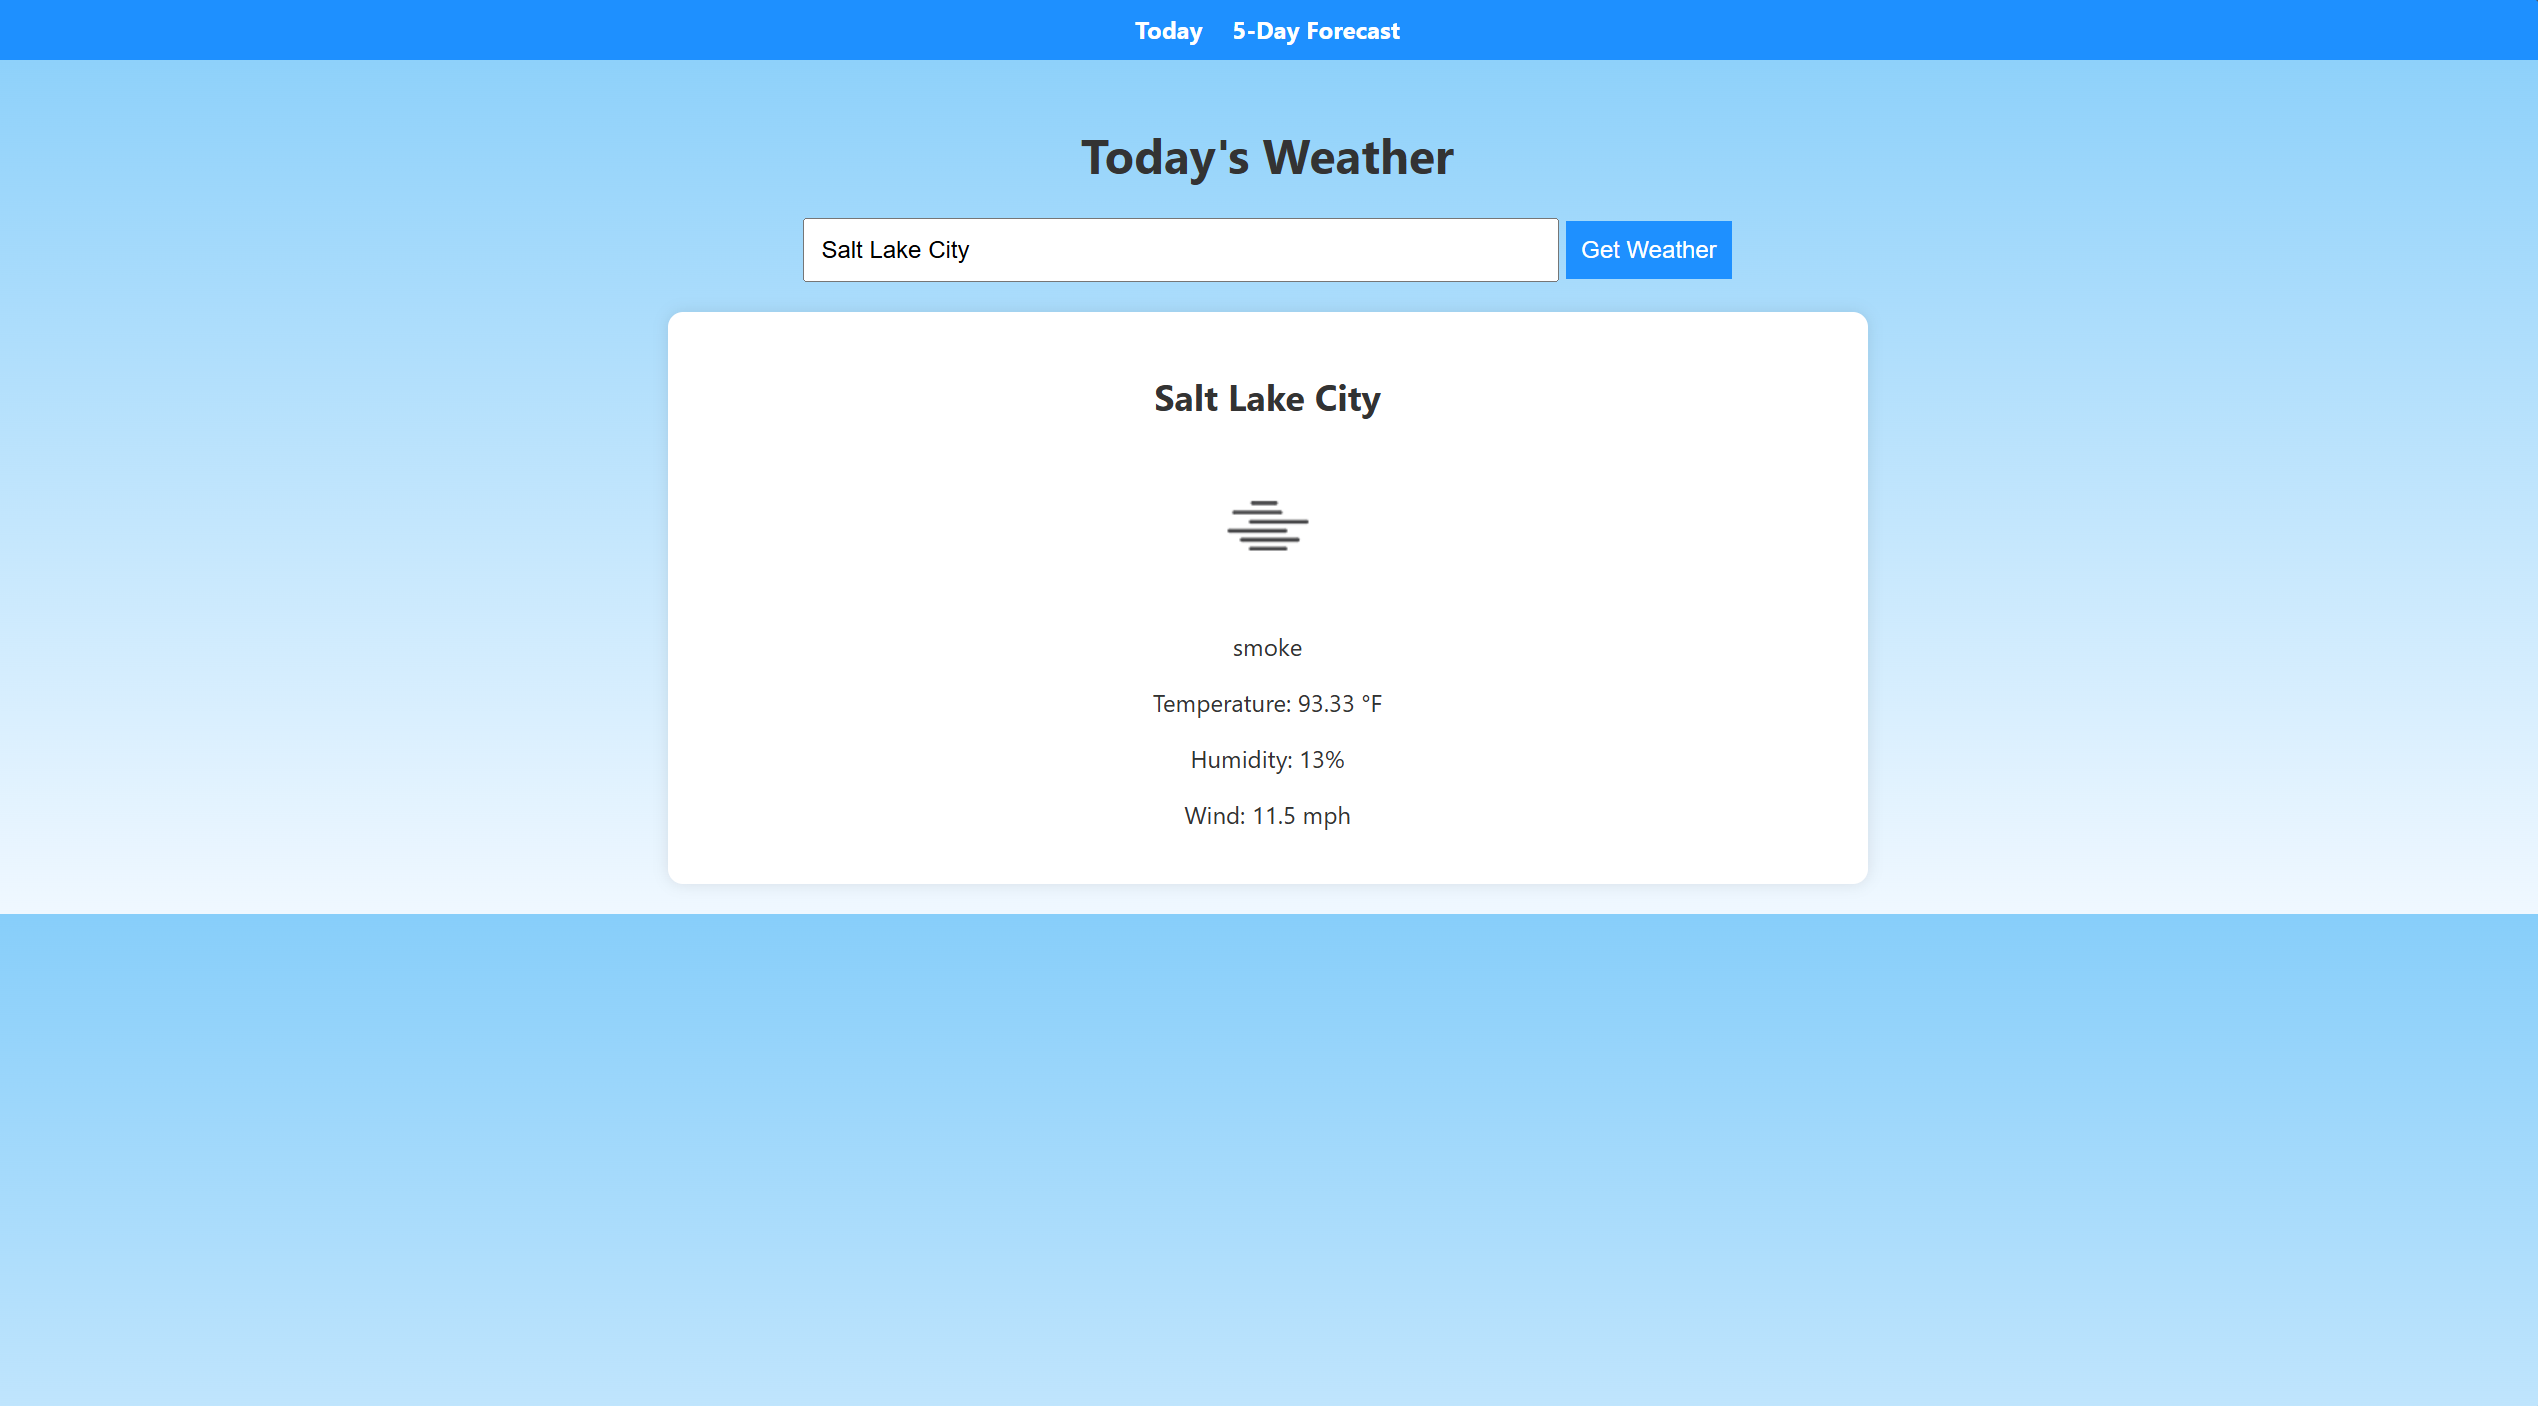 Today 5-Day Forecast
Today's Weather
Salt Lake City Get Weather
Salt Lake City
smoke
Temperature: 93.33 °F
Humidity: 13%
Wind: 11.5 mph